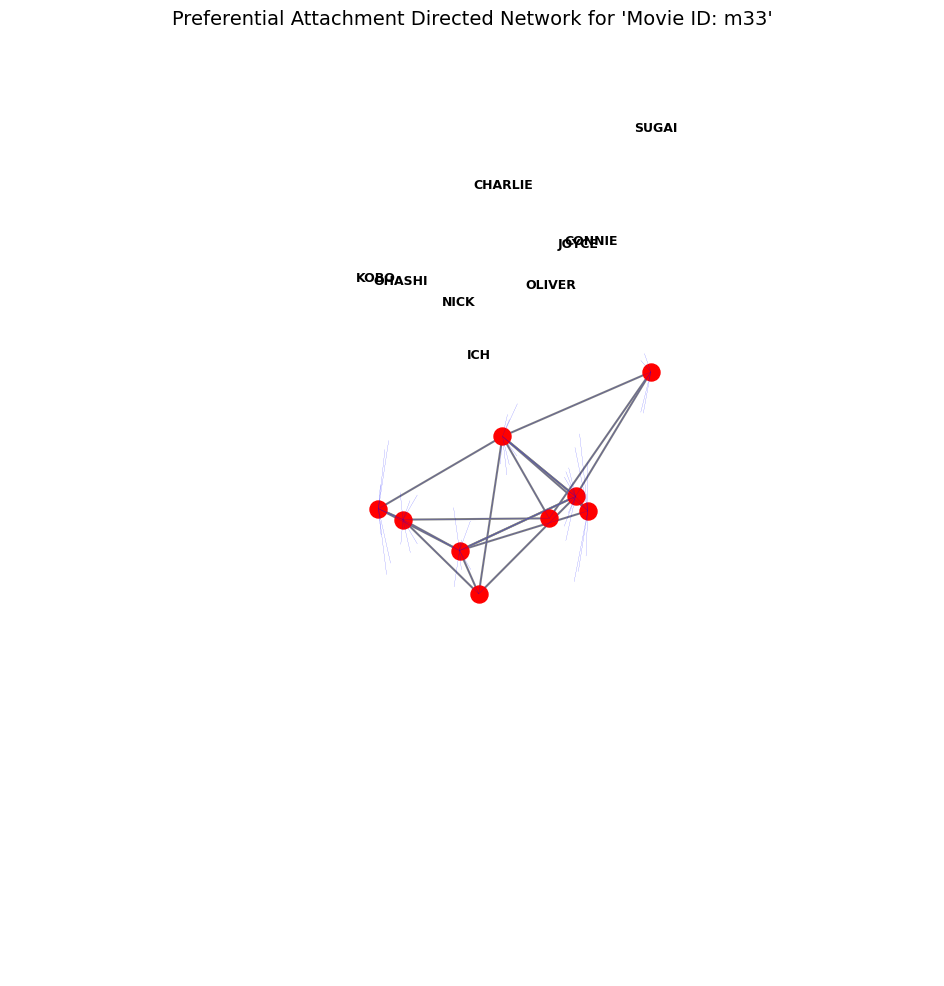 Preferential Attachment Directed Network for 'Movie ID: m33'
SUGAI
CHARLIE
CONNIE
JOYCE
KOBO
OHASHI
OLIVER
NICK
ICH